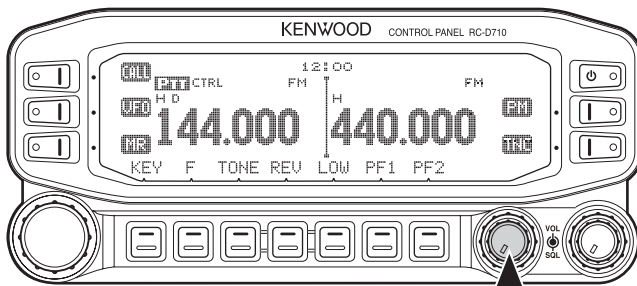 KENWOOD CONTROL PANEL RC-D710
12:00
CALL PTT CTRL FM FM
VFO H D H PM
144.000 440.000
MR TNC
KEY F TONE REV LOW PF1 PF2
VOL
SQL